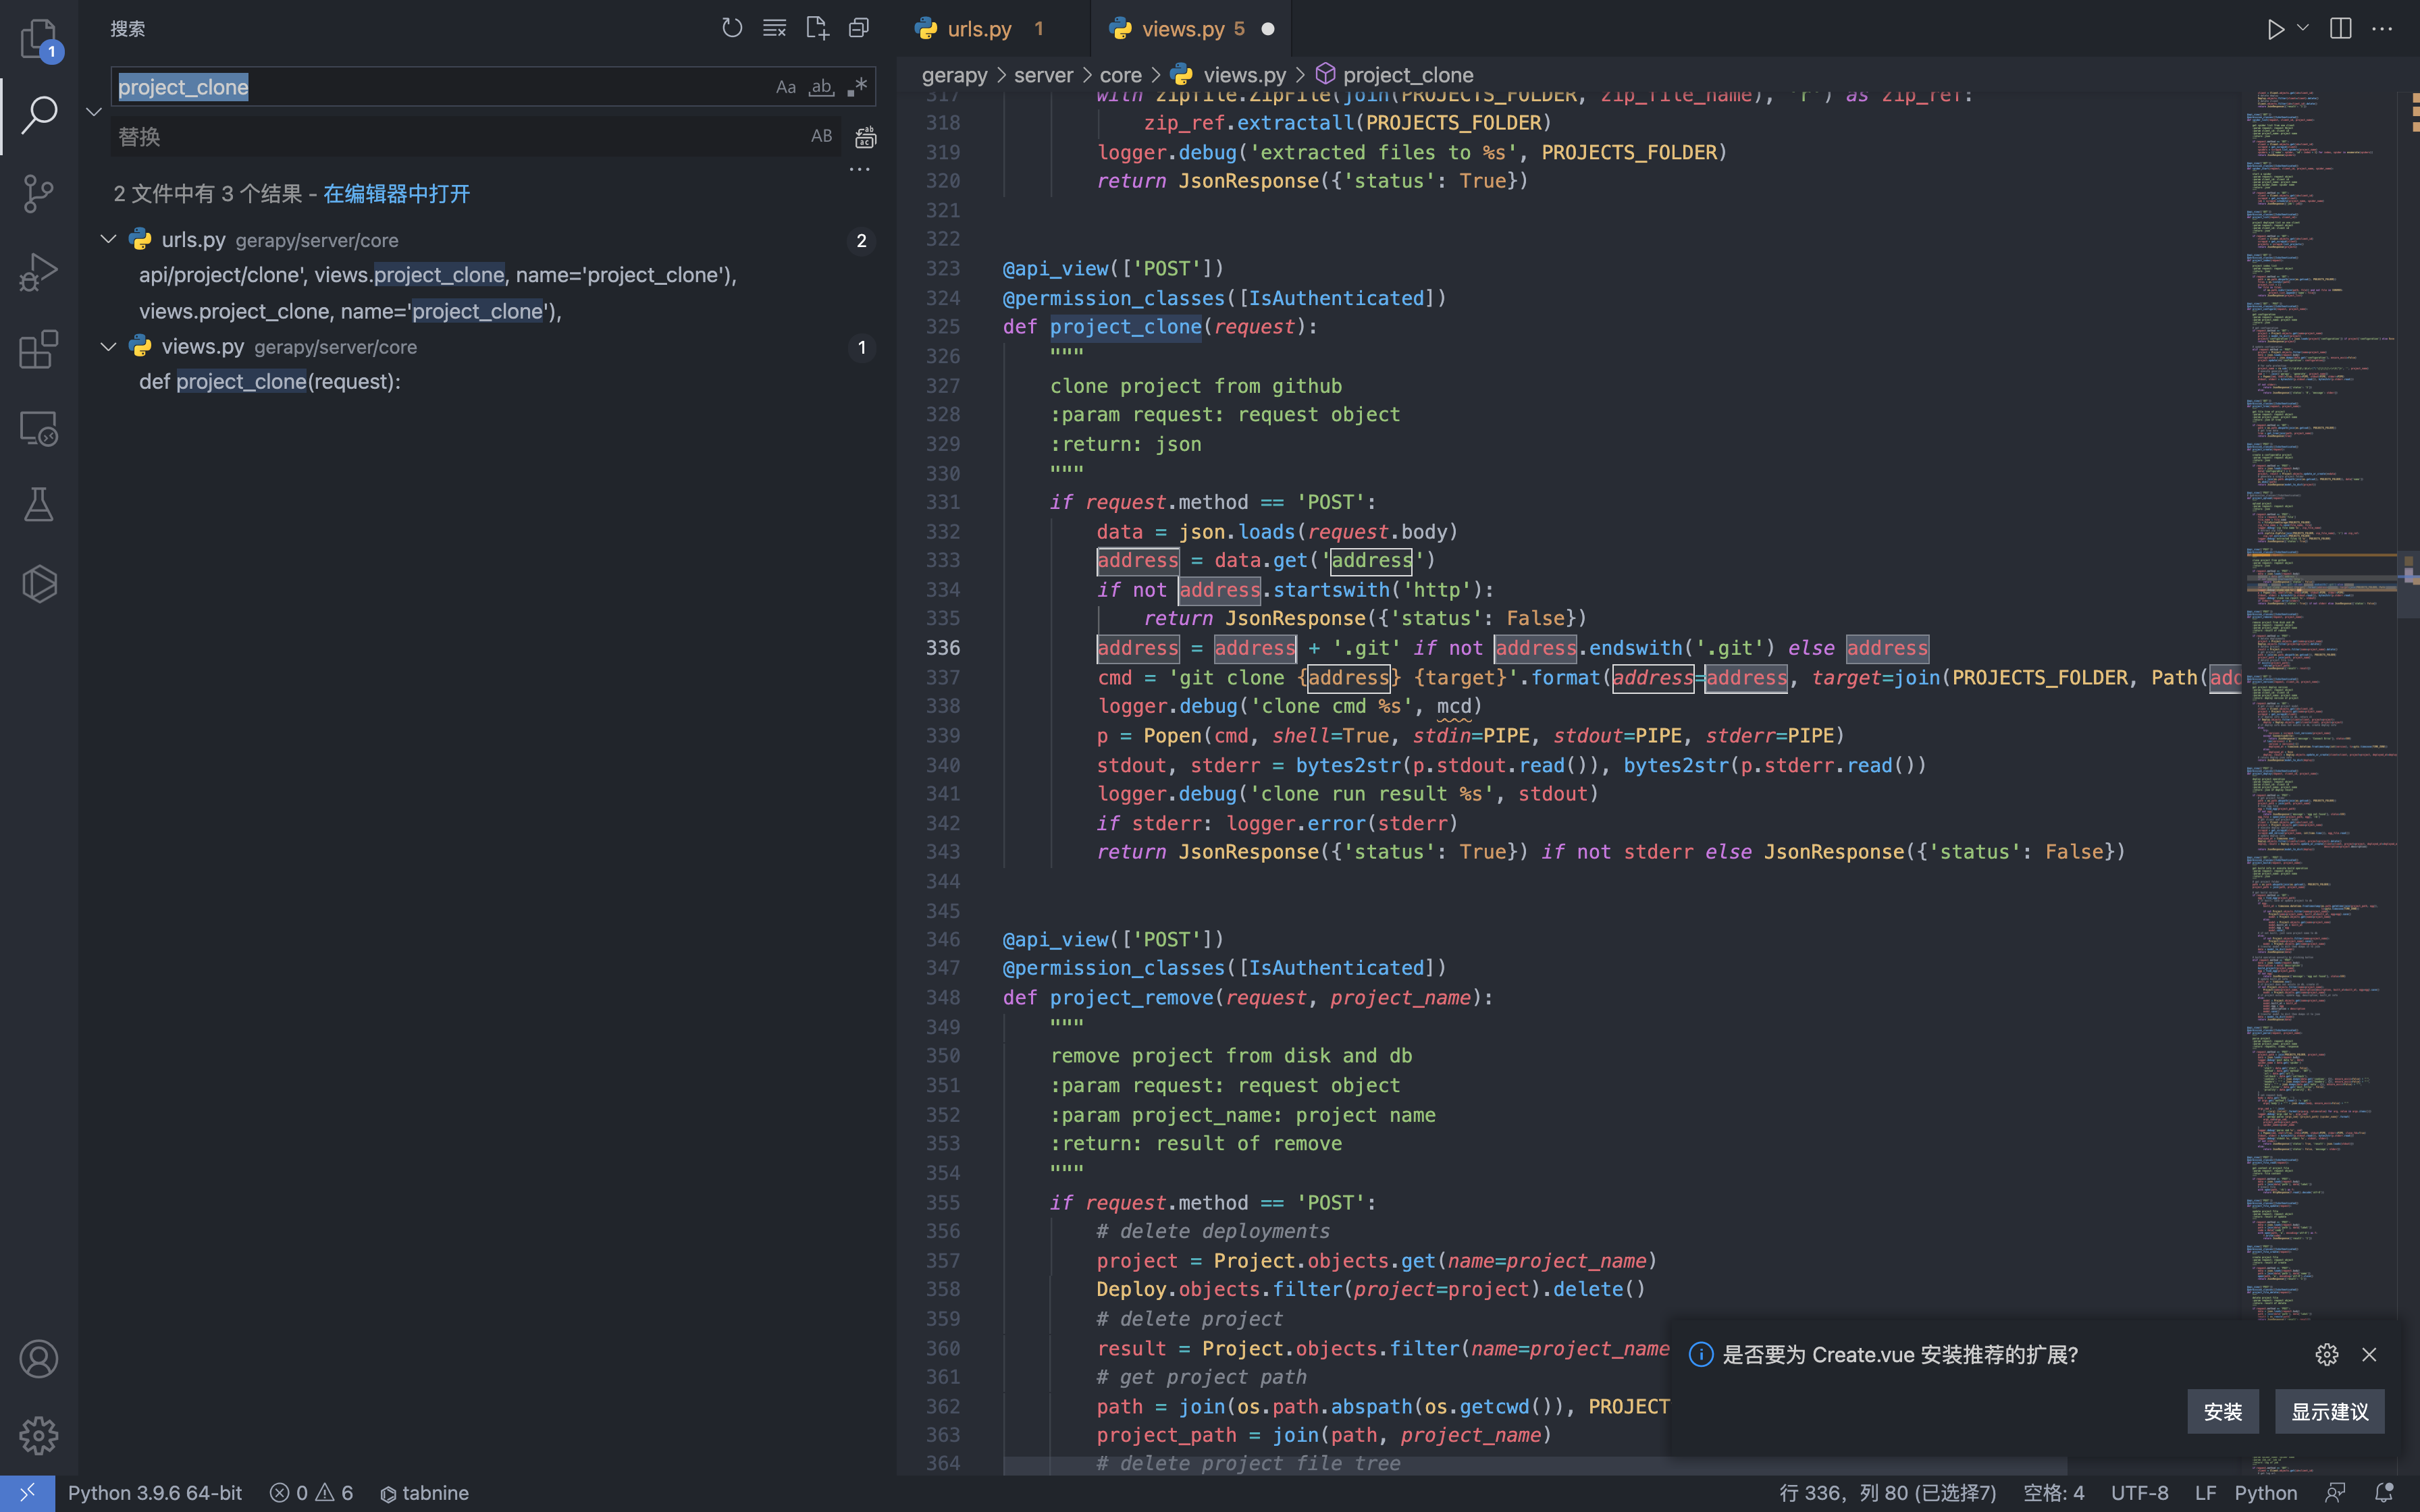 1
搜索
project_clone
Aa
ab
.*
替换
AB
2 文件中有 3 个结果 - 在编辑器中打开
urls.py gerapy/server/core 2
api/project/clone', views.project_clone, name='project_clone'),
views.project_clone, name='project_clone'),
views.py gerapy/server/core 1
def project_clone(request):
urls.py 1
views.py 5
gerapy > server > core > views.py > project_clone
317 with zipfile.ZipFile(join(PROJECTS_FOLDER, zip_file_name), 'r') as zip_ref:
318 zip_ref.extractall(PROJECTS_FOLDER)
319 logger.debug('extracted files to %s', PROJECTS_FOLDER)
320 return JsonResponse({'status': True})
321
322
323 @api_view(['POST'])
324 @permission_classes([IsAuthenticated])
325 def project_clone(request):
326 """
327 clone project from github
328 :param request: request object
329 :return: json
330 """
331 if request.method == 'POST':
332 data = json.loads(request.body)
333 address = data.get('address')
334 if not address.startswith('http'):
335 return JsonResponse({'status': False})
336 address = address + '.git' if not address.endswith('.git') else address
337 cmd = 'git clone {address} {target}'.format(address=address, target=join(PROJECTS_FOLDER, Path(add
338 logger.debug('clone cmd %s', mcd)
339 p = Popen(cmd, shell=True, stdin=PIPE, stdout=PIPE, stderr=PIPE)
340 stdout, stderr = bytes2str(p.stdout.read()), bytes2str(p.stderr.read())
341 logger.debug('clone run result %s', stdout)
342 if stderr: logger.error(stderr)
343 return JsonResponse({'status': True}) if not stderr else JsonResponse({'status': False})
344
345
346 @api_view(['POST'])
347 @permission_classes([IsAuthenticated])
348 def project_remove(request, project_name):
349 """
350 remove project from disk and db
351 :param request: request object
352 :param project_name: project name
353 :return: result of remove
354 """
355 if request.method == 'POST':
356 # delete deployments
357 project = Project.objects.get(name=project_name)
358 Deploy.objects.filter(project=project).delete()
359 # delete project
360 result = Project.objects.filter(name=project_name
361 # get project path
362 path = join(os.path.abspath(os.getcwd()), PROJECT
363 project_path = join(path, project_name)
364 # delete project file tree
是否要为 Create.vue 安装推荐的扩展?
安装
显示建议
Python 3.9.6 64-bit 0 6 tabnine
行 336，列 80 (已选择7) 空格: 4 UTF-8 LF Python